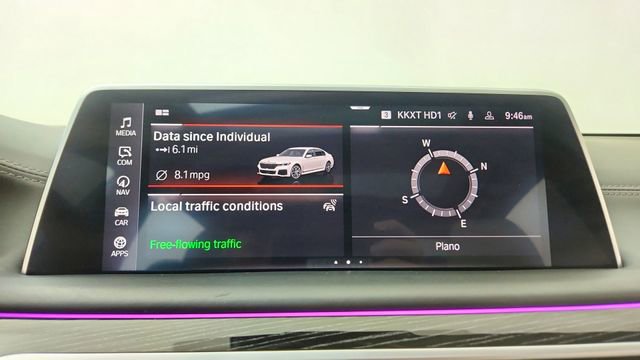 3 KKXT HD1 9:46am
MEDIA
COM
NAV
CAR
APPS
Data since Individual
6.1 mi
8.1 mpg
Local traffic conditions
Free-flowing traffic
W
N
S
E
Plano